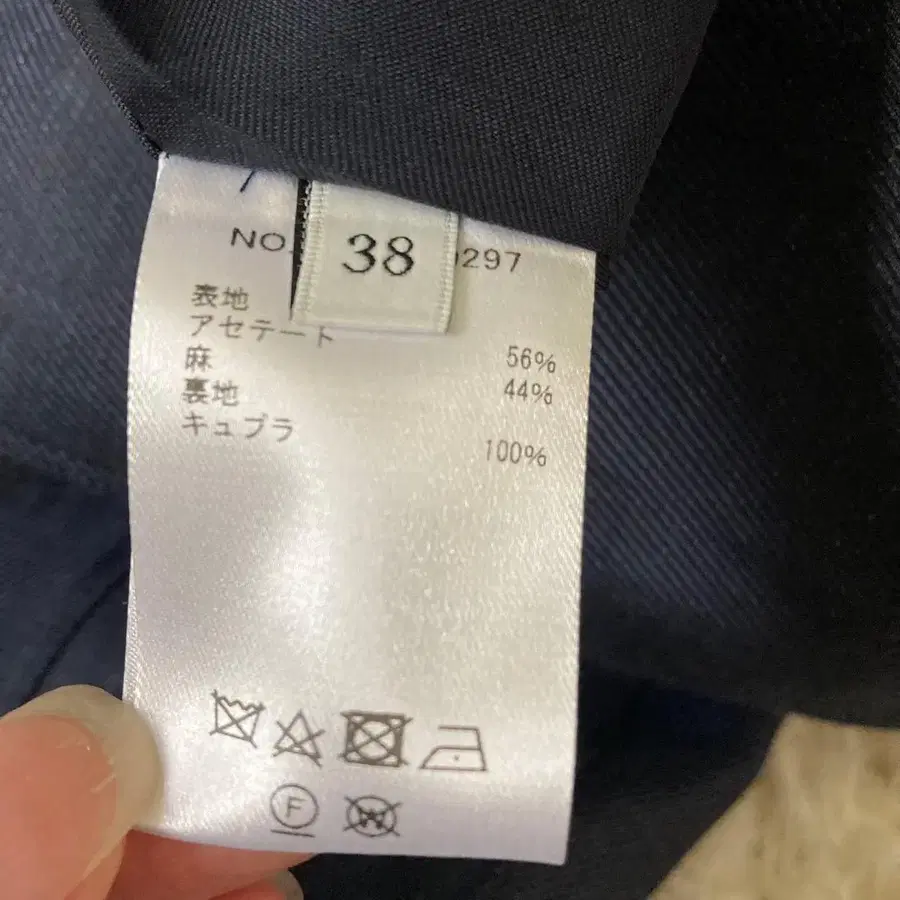 NO. 38 297
表地
アセテート
麻 56%
裏地 44%
キュプラ
100%
F
W